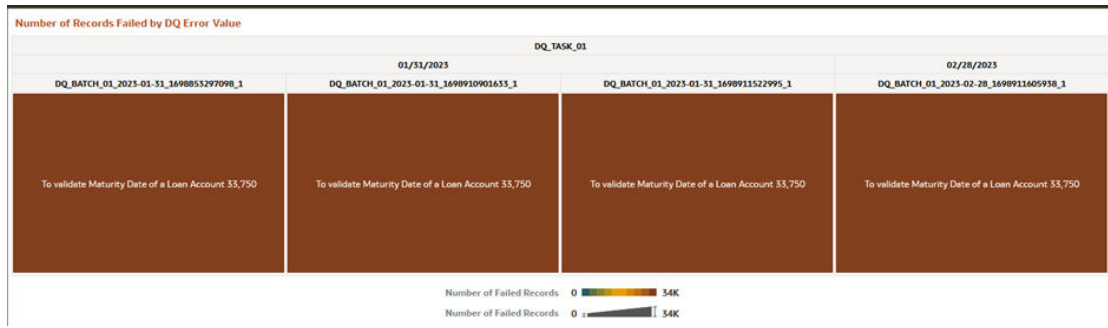 Number of Records Failed by DQ Error Value
DQ_TASK_01
01/31/2023 02/28/2023
DQ_BATCH_01_2023-01-31_1698853297098_1 DQ_BATCH_01_2023-01-31_1698910901633_1 DQ_BATCH_01_2023-01-31_1698911522995_1 DQ_BATCH_01_2023-02-28_1698911605938_1
To validate Maturity Date of a Loan Account 33,750 To validate Maturity Date of a Loan Account 33,750 To validate Maturity Date of a Loan Account 33,750 To validate Maturity Date of a Loan Account 33,750
Number of Failed Records 0 34K
Number of Failed Records 0 34K